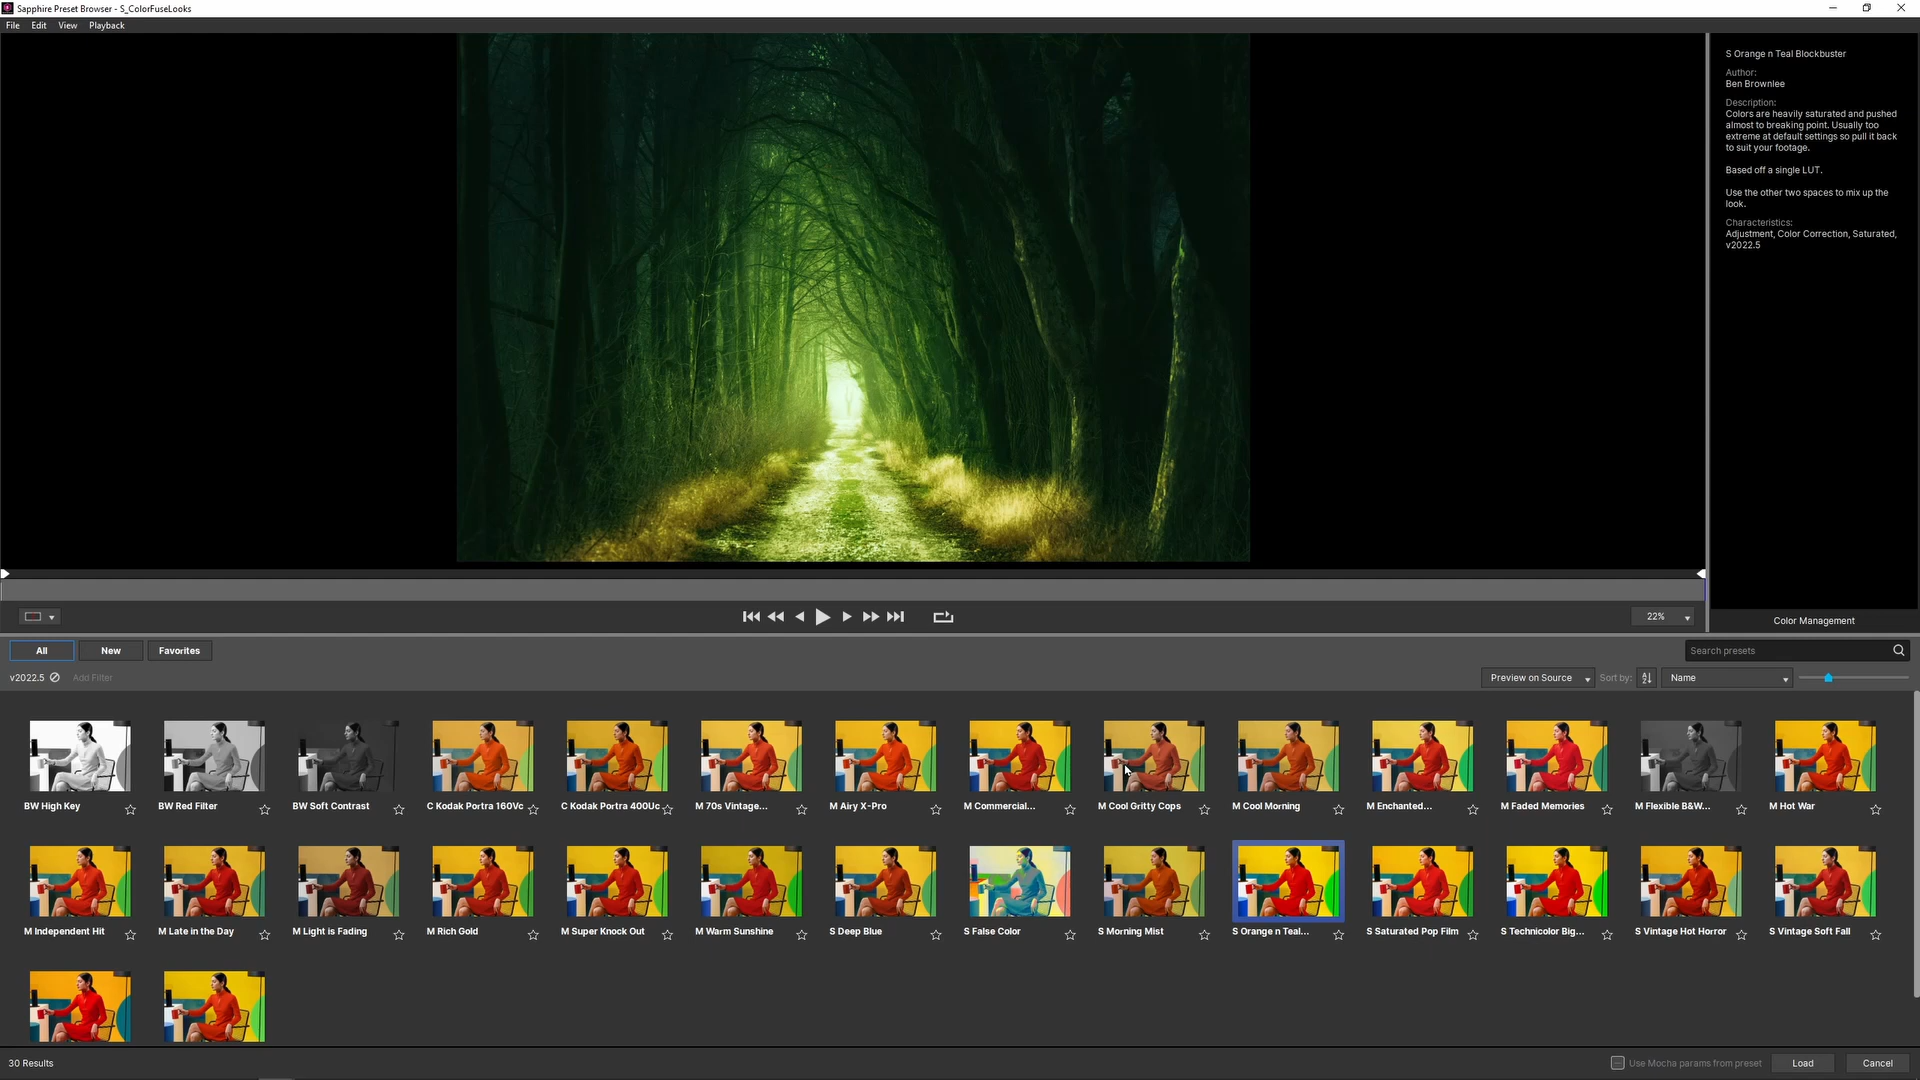 Sapphire Preset Browser - S_ColorFuseLooks
File Edit View Playback
S Orange n Teal Blockbuster
Author:
Ben Brownlee
Description:
Colors are heavily saturated and pushed
almost to breaking point. Usually too
extreme at default settings so pull it back
to suit your footage.
Based off a single LUT.
Use the other two spaces to mix up the
look.
Characteristics:
Adjustment, Color Correction, Saturated,
v2022.5
22%
Color Management
All New Favorites
Search presets
v2022.5 Add Filter
Preview on Source Sort by: Name
BW High Key BW Red Filter BW Soft Contrast C Kodak Portra 160Vc C Kodak Portra 400Uc M 70s Vintage... M Airy X-Pro M Commercial... M Cool Gritty Cops M Cool Morning M Enchanted... M Faded Memories M Flexible B&W... M Hot War
M Independent Hit M Late in the Day M Light is Fading M Rich Gold M Super Knock Out M Warm Sunshine S Deep Blue S False Color S Morning Mist S Orange n Teal... S Saturated Pop Film S Technicolor Big... S Vintage Hot Horror S Vintage Soft Fall
30 Results
Use Mocha params from preset Load Cancel